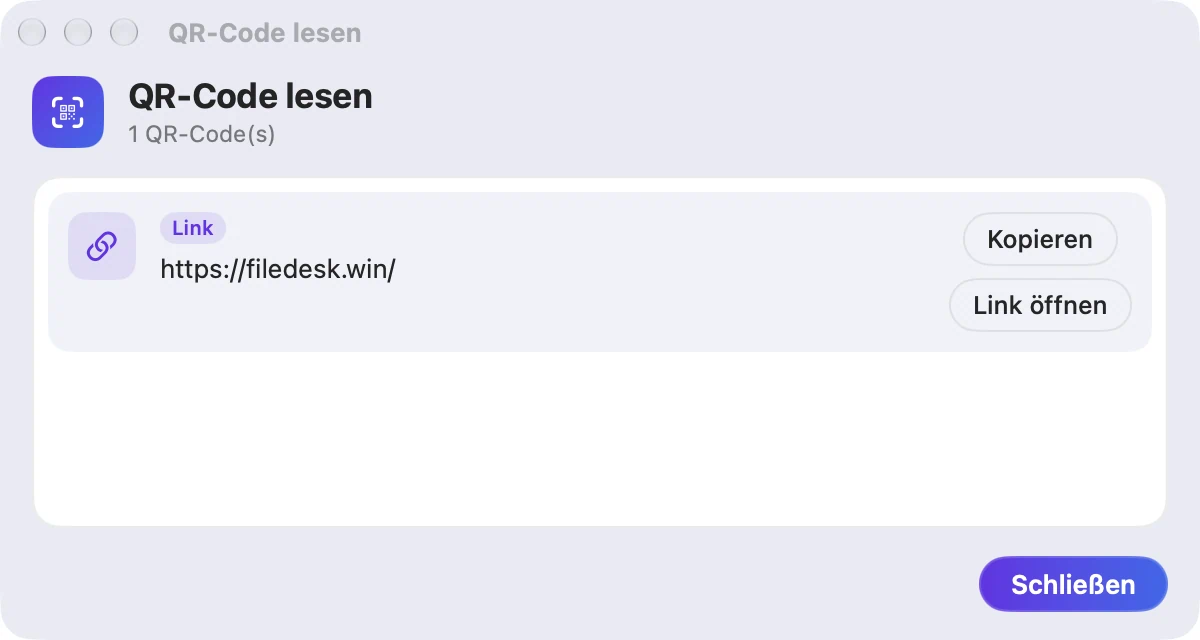 QR-Code lesen
QR-Code lesen
1 QR-Code(s)
Link
https://filedesk.win/
Kopieren
Link öffnen
Schließen